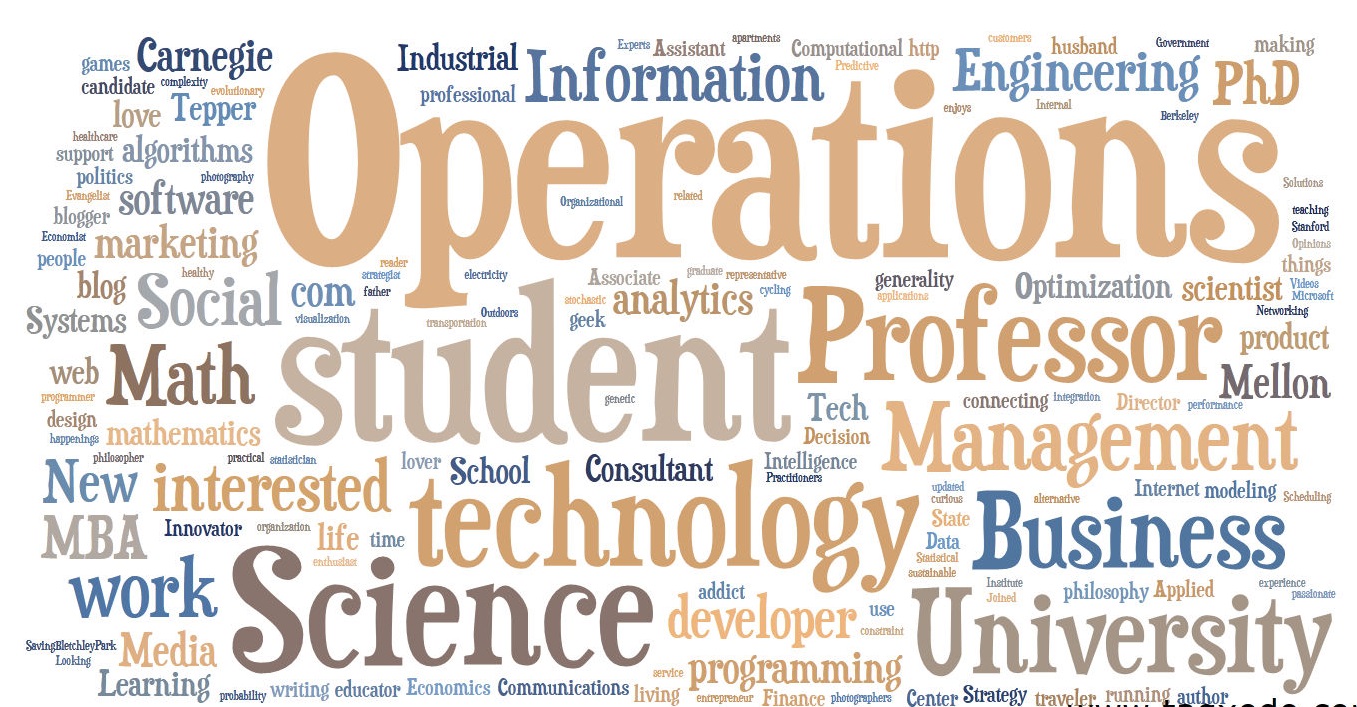 Carnegie
games
candidate
complexity
evolutionary
love
Tepper
healthcare
support
algorithms
politics
photography
Evangelist
software
blogger
Economist
marketing
people
Operations
Industrial
professional
Information
Experts
Assistant
apartments
Computational
http
Predictive
customers
husband
Government
making
Engineering
PhD
enjoys
Internal
Berkeley
Organizational
related
Solutions
teaching
Stanford
Opinions
things
healthy
blog
Social
Systems
reader
strategist
com
father
visualization
electricity
Outdoors
transportation
Associate
graduate
representative
stochastic
analytics
cycling
geek
generality
applications
Optimization
scientist
Videos
Microsoft
Networking
product
student
Professor
web
Math
programmer
design
happenings
mathematics
genetic
Tech
Decision
connecting
integration
Director
performance
Mellon
Management
philosopher
practical
statistician
New
interested
lover
School
Consultant
Intelligence
Practitioners
MBA
Innovator
organization
life
time
enthusiast
technology
updated
curious
alternative
Internet
modeling
Scheduling
State
Data
Statistical
sustainable
Business
work
Science
addict
developer
use
constraint
Institute
Joined
philosophy
Applied
experience
passionate
University
SavingBletchleyPark
Looking
Media
Learning
probability
writing
educator
Economics
Communications
living
service
programming
entrepreneur
Finance
photographers
Center
Strategy
traveler
running
author